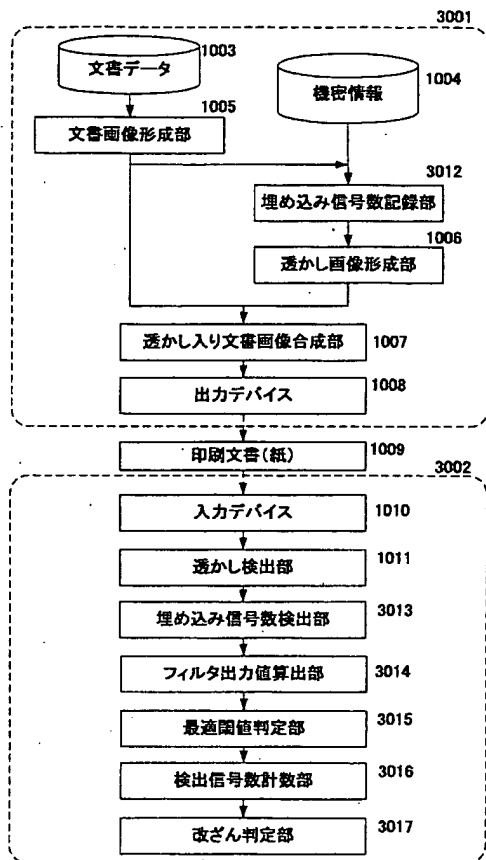 3001
1003
文書データ
1004
機密情報
1005
文書画像形成部
3012
埋め込み信号数記録部
1006
透かし画像形成部
透かし入り文書画像合成部
1007
出力デバイス
1008
印刷文書(紙)
1009
3002
入力デバイス
1010
透かし検出部
1011
埋め込み信号数検出部
3013
フィルタ出力値算出部
3014
最適閾値判定部
3015
検出信号数計数部
3016
改ざん判定部
3017